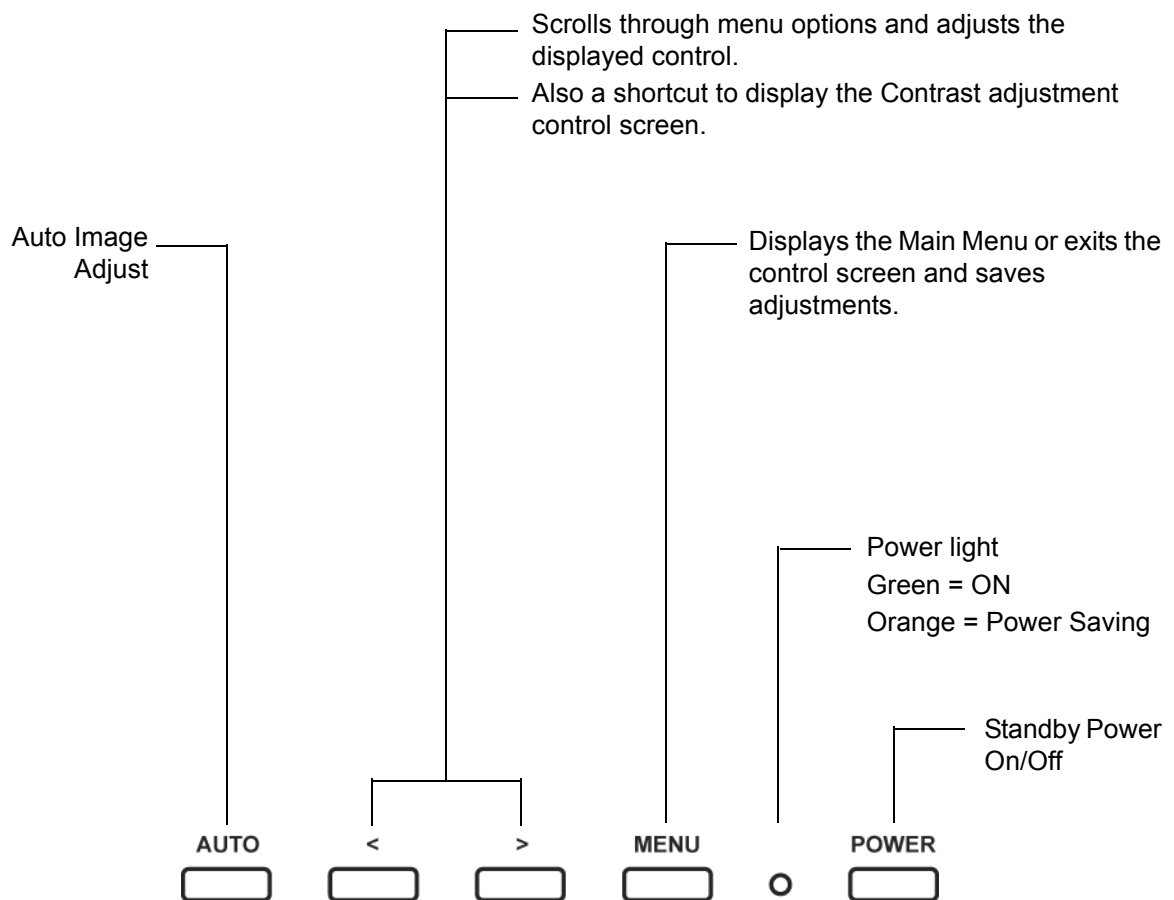 Scrolls through menu options and adjusts the
displayed control.
Also a shortcut to display the Contrast adjustment
control screen.
Auto Image
Adjust
Displays the Main Menu or exits the
control screen and saves
adjustments.
Power light
Green = ON
Orange = Power Saving
Standby Power
On/Off
AUTO
<
>
MENU
POWER